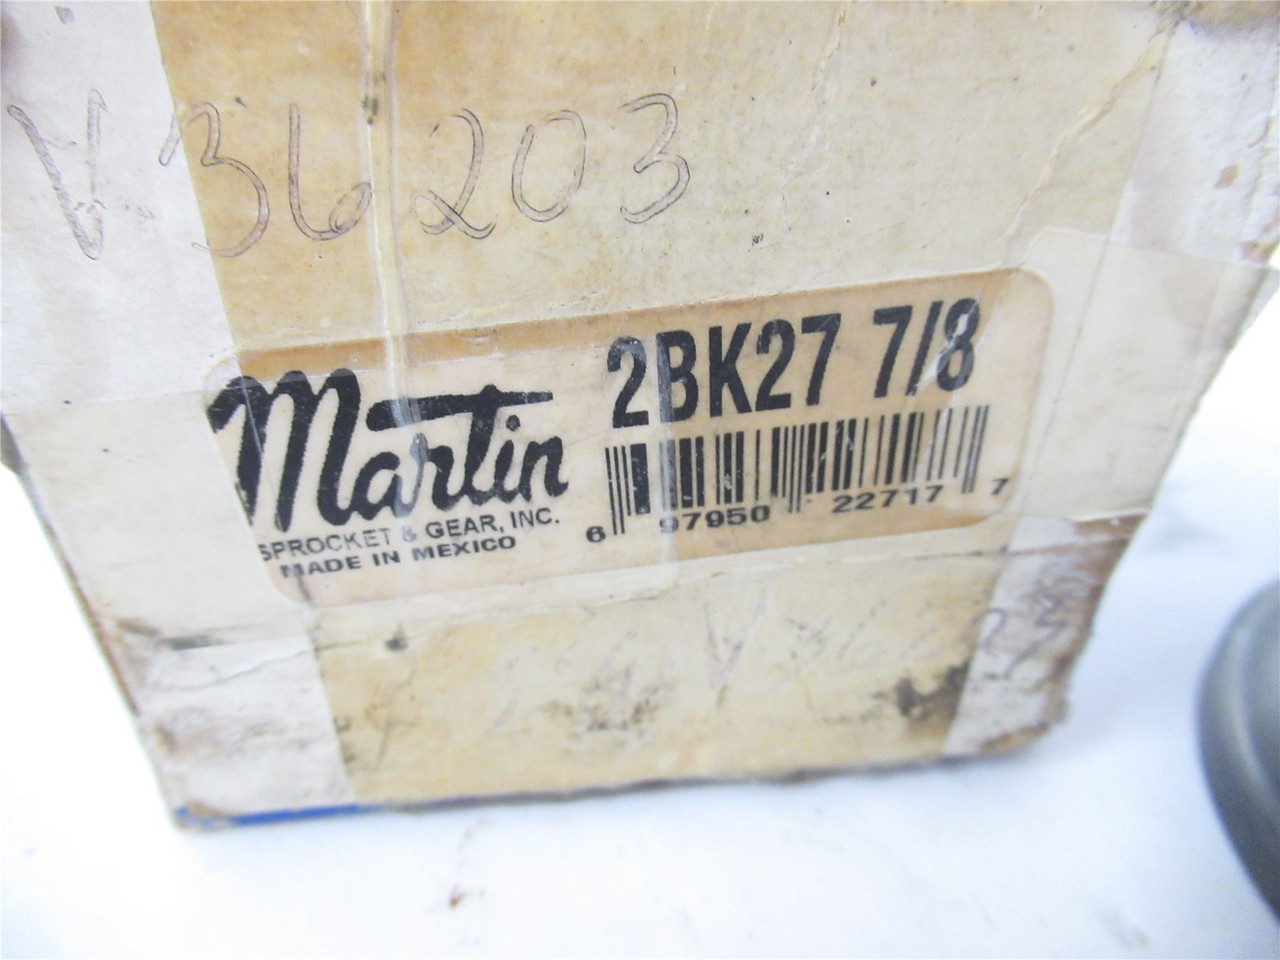 V36203
Martin
SPROCKET & GEAR, INC.
MADE IN MEXICO
2BK27 7/8
6 97950 22717 7